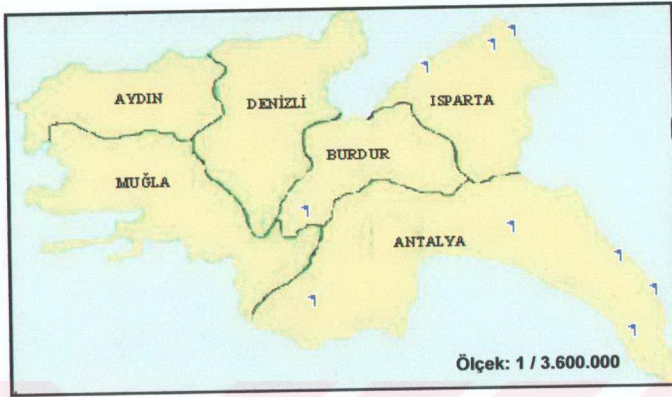 AYDIN
DENİZLİ
ISPARTA
BURDUR
MUĞLA
ANTALYA
Ölçek: 1 / 3.600.000